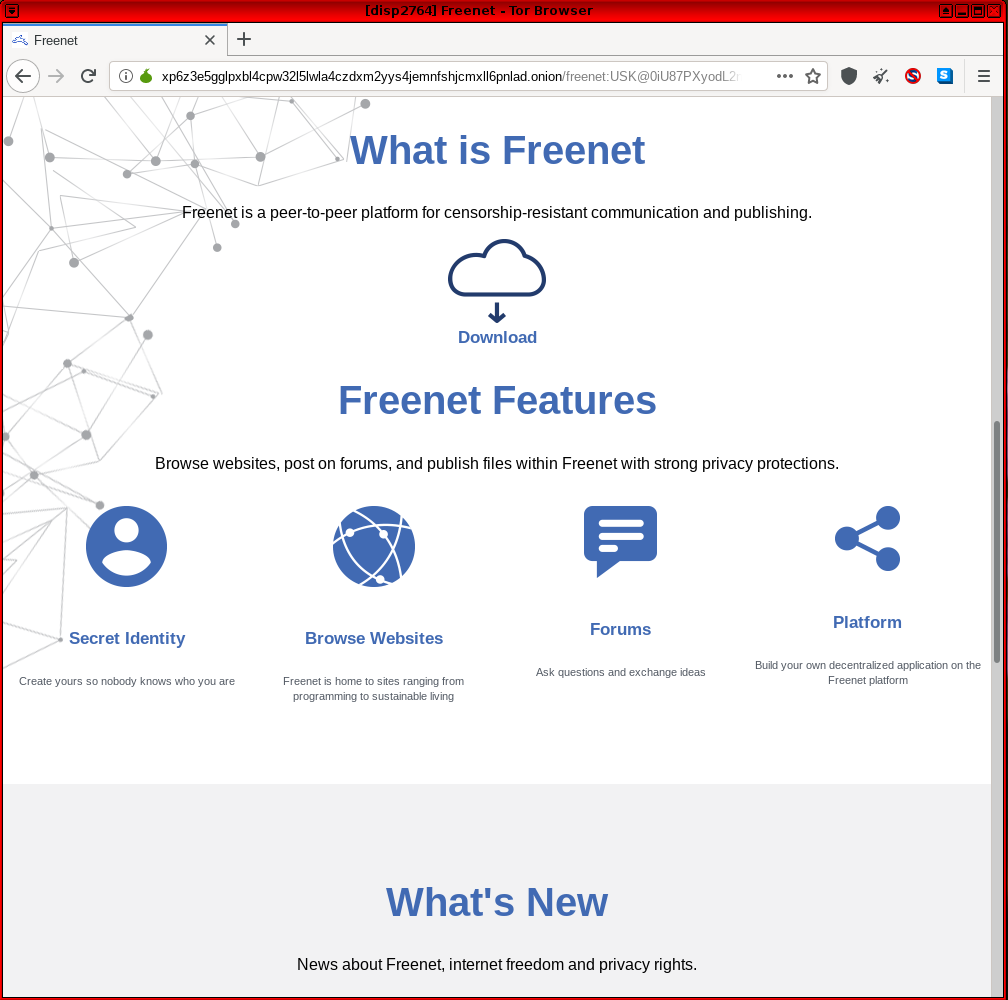 [disp2764] Freenet - Tor Browser
Freenet
xp6z3e5gglpxbl4cpw32l5lwla4czdxm2yys4jemnfshjcmxll6pnlad.onion/freenet:USK@0iU87PXyodL2
What is Freenet
Freenet is a peer-to-peer platform for censorship-resistant communication and publishing.
Download
Freenet Features
Browse websites, post on forums, and publish files within Freenet with strong privacy protections.
Secret Identity
Create yours so nobody knows who you are
Browse Websites
Freenet is home to sites ranging from
programming to sustainable living
Forums
Ask questions and exchange ideas
Platform
Build your own decentralized application on the
Freenet platform
What's New
News about Freenet, internet freedom and privacy rights.